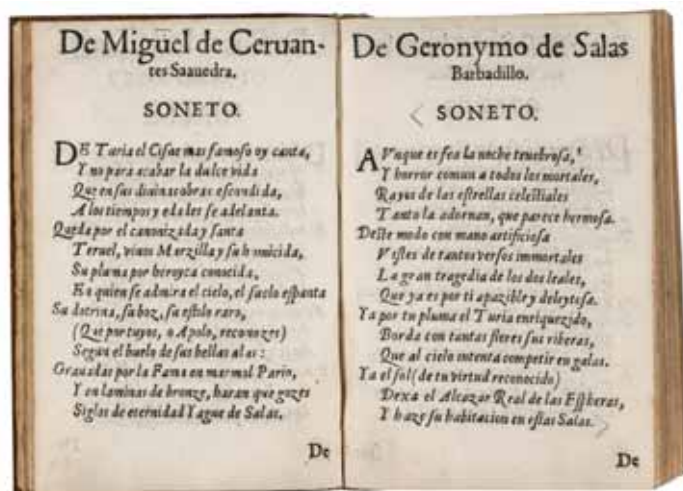 De Miguel de Ceruan-
tes Saauedra.
SONETO.
DE Turia el Cisne mas famoso oy canta,
Y no para acabar la dulce vida
Que en sus diuinas obras escondida,
A los tiempos y edades se adelanta.
Queda por el canonizada y santa
Teruel, viuos Marzilla y su homicida,
Su pluma por heroyca conocida,
En quien se admira el cielo, el suelo espanta
Su dotrina, su boz, su estilo raro,
(Que por tuyos, o Apolo, reconozes)
Segun el buelo de sus bellas alas:
Grauadas por la Fama en marmol Pario,
Y en laminas de bronze, haran que gozes
Siglos de eternidad Yague de Salas.
De
De Geronymo de Salas
Barbadillo.
SONETO.
AVnque es fea la noche tenebrosa,
Y horror comun a todos los mortales,
Rayos de las estrellas celestiales
Tanto la adornan, que parece hermosa.
Deste modo con mano artificiosa
Vistes de tantos versos immortales
La gran tragedia de los dos leales,
Que ya es por ti apazible y deleytosa.
Ya por tu pluma el Turia enriquezido,
Borda con tantas flores sus riberas,
Que al cielo intenta competir en galas.
Ya el sol (de tu virtud reconocido)
Dexa el Alcazar Real de las Esferas,
Y haze su habitacion en estas Salas.
De